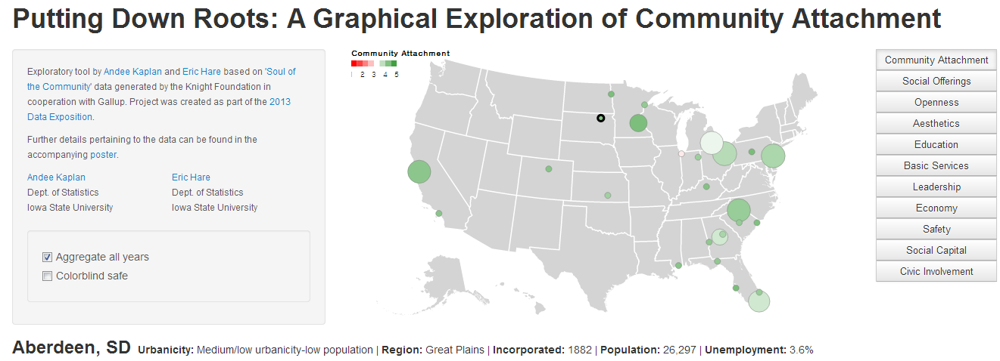 Putting Down Roots: A Graphical Exploration of Community Attachment
Exploratory tool by Andee Kaplan and Eric Hare based on 'Soul of
the Community' data generated by the Knight Foundation in
cooperation with Gallup. Project was created as part of the 2013
Data Exposition.
Further details pertaining to the data can be found in the
accompanying poster.
Andee Kaplan
Dept. of Statistics
Iowa State University
Eric Hare
Dept. of Statistics
Iowa State University
Aggregate all years
Colorblind safe
Community Attachment
2 3 4 5
Community Attachment
Social Offerings
Openness
Aesthetics
Education
Basic Services
Leadership
Economy
Safety
Social Capital
Civic Involvement
Aberdeen, SD Urbanicity: Medium/low urbanicity-low population | Region: Great Plains | Incorporated: 1882 | Population: 26,297 | Unemployment: 3.6%